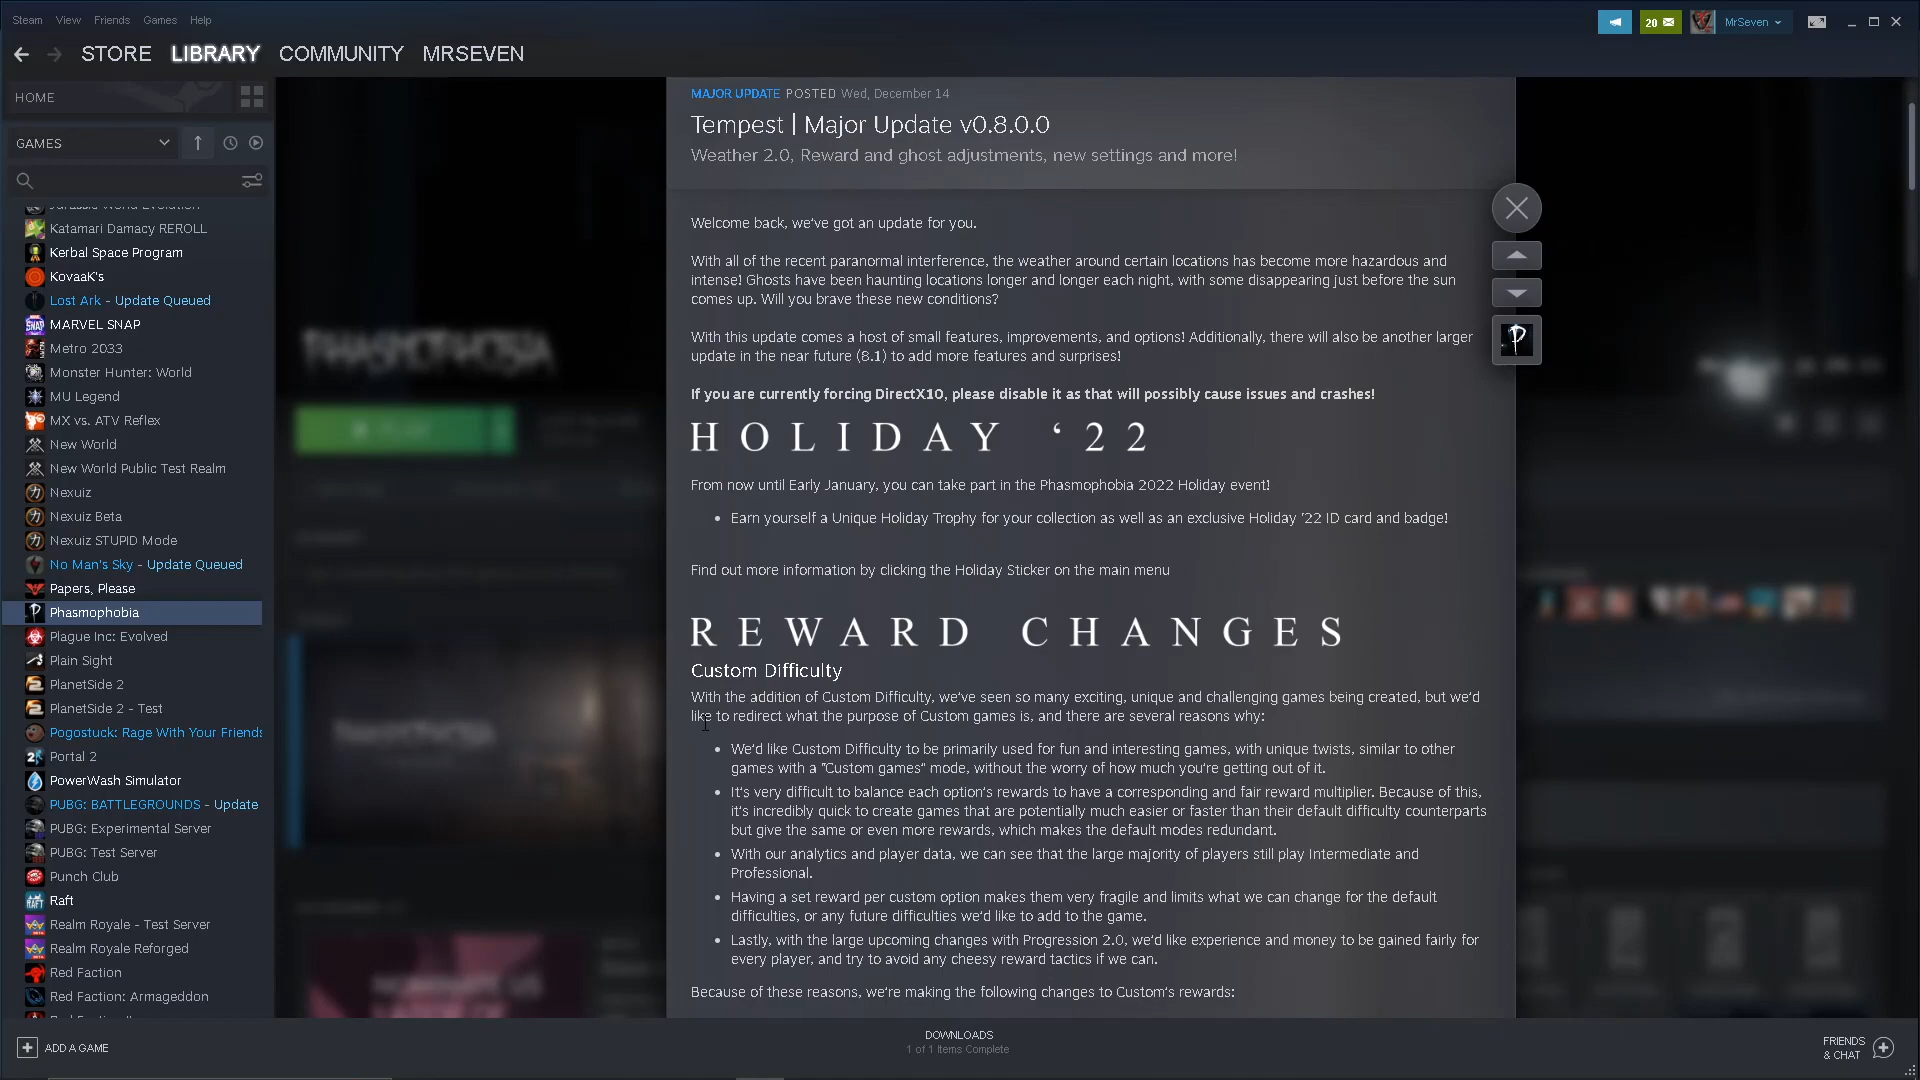 Steam View Friends Games Help
20
MrSeven
STORE LIBRARY COMMUNITY MRSEVEN
HOME
GAMES
Katamari Damacy REROLL
Kerbal Space Program
KovaaK's
Lost Ark - Update Queued
MARVEL SNAP
Metro 2033
Monster Hunter: World
MU Legend
MX vs. ATV Reflex
New World
New World Public Test Realm
Nexuiz
Nexuiz Beta
Nexuiz STUPID Mode
No Man's Sky - Update Queued
Papers, Please
Phasmophobia
Plague Inc: Evolved
Plain Sight
PlanetSide 2
PlanetSide 2 - Test
Pogostuck: Rage With Your Friends
Portal 2
PowerWash Simulator
PUBG: BATTLEGROUNDS - Update
PUBG: Experimental Server
PUBG: Test Server
Punch Club
Raft
Realm Royale - Test Server
Realm Royale Reforged
Red Faction
Red Faction: Armageddon
ADD A GAME
MAJOR UPDATE POSTED Wed, December 14
Tempest | Major Update v0.8.0.0
Weather 2.0, Reward and ghost adjustments, new settings and more!
Welcome back, we've got an update for you.
With all of the recent paranormal interference, the weather around certain locations has become more hazardous and
intense! Ghosts have been haunting locations longer and longer each night, with some disappearing just before the sun
comes up. Will you brave these new conditions?
With this update comes a host of small features, improvements, and options! Additionally, there will also be another larger
update in the near future (8.1) to add more features and surprises!
If you are currently forcing DirectX10, please disable it as that will possibly cause issues and crashes!
HOLIDAY ‘22
From now until Early January, you can take part in the Phasmophobia 2022 Holiday event!
• Earn yourself a Unique Holiday Trophy for your collection as well as an exclusive Holiday '22 ID card and badge!
Find out more information by clicking the Holiday Sticker on the main menu
REWARD CHANGES
Custom Difficulty
With the addition of Custom Difficulty, we've seen so many exciting, unique and challenging games being created, but we'd
like to redirect what the purpose of Custom games is, and there are several reasons why:
• We'd like Custom Difficulty to be primarily used for fun and interesting games, with unique twists, similar to other
games with a "Custom games" mode, without the worry of how much you're getting out of it.
• It's very difficult to balance each option's rewards to have a corresponding and fair reward multiplier. Because of this,
it's incredibly quick to create games that are potentially much easier or faster than their default difficulty counterparts
but give the same or even more rewards, which makes the default modes redundant.
• With our analytics and player data, we can see that the large majority of players still play Intermediate and
Professional.
• Having a set reward per custom option makes them very fragile and limits what we can change for the default
difficulties, or any future difficulties we'd like to add to the game.
• Lastly, with the large upcoming changes with Progression 2.0, we'd like experience and money to be gained fairly for
every player, and try to avoid any cheesy reward tactics if we can.
Because of these reasons, we're making the following changes to Custom's rewards:
DOWNLOADS
1 of 1 Items Complete
FRIENDS
& CHAT